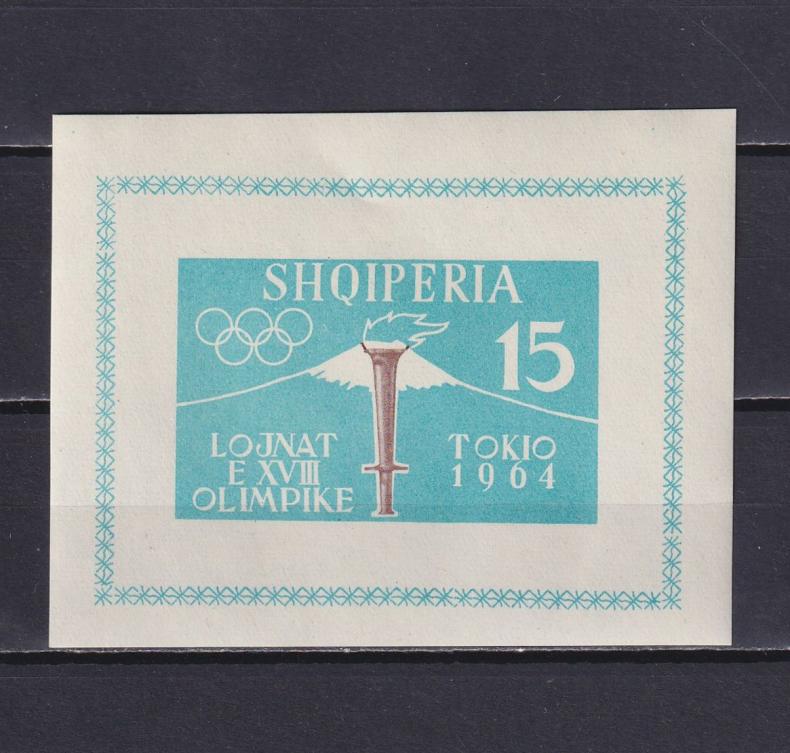 SHQIPERIA
15
LOJNAT
E XVIII
OLIMPIKE
TOKIO
1964